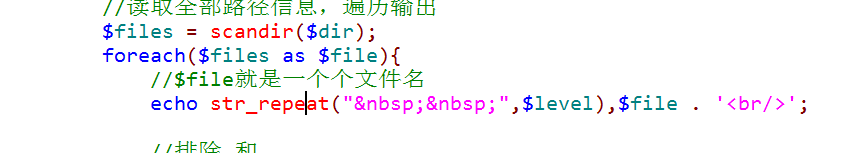 //读取全部路径信息，遍历输出
$files = scandir($dir);
foreach($files as $file){
//$file就是一个个文件名
echo str_repeat("&nbsp;&nbsp;",$level),$file . '<br/>';
//排除 和